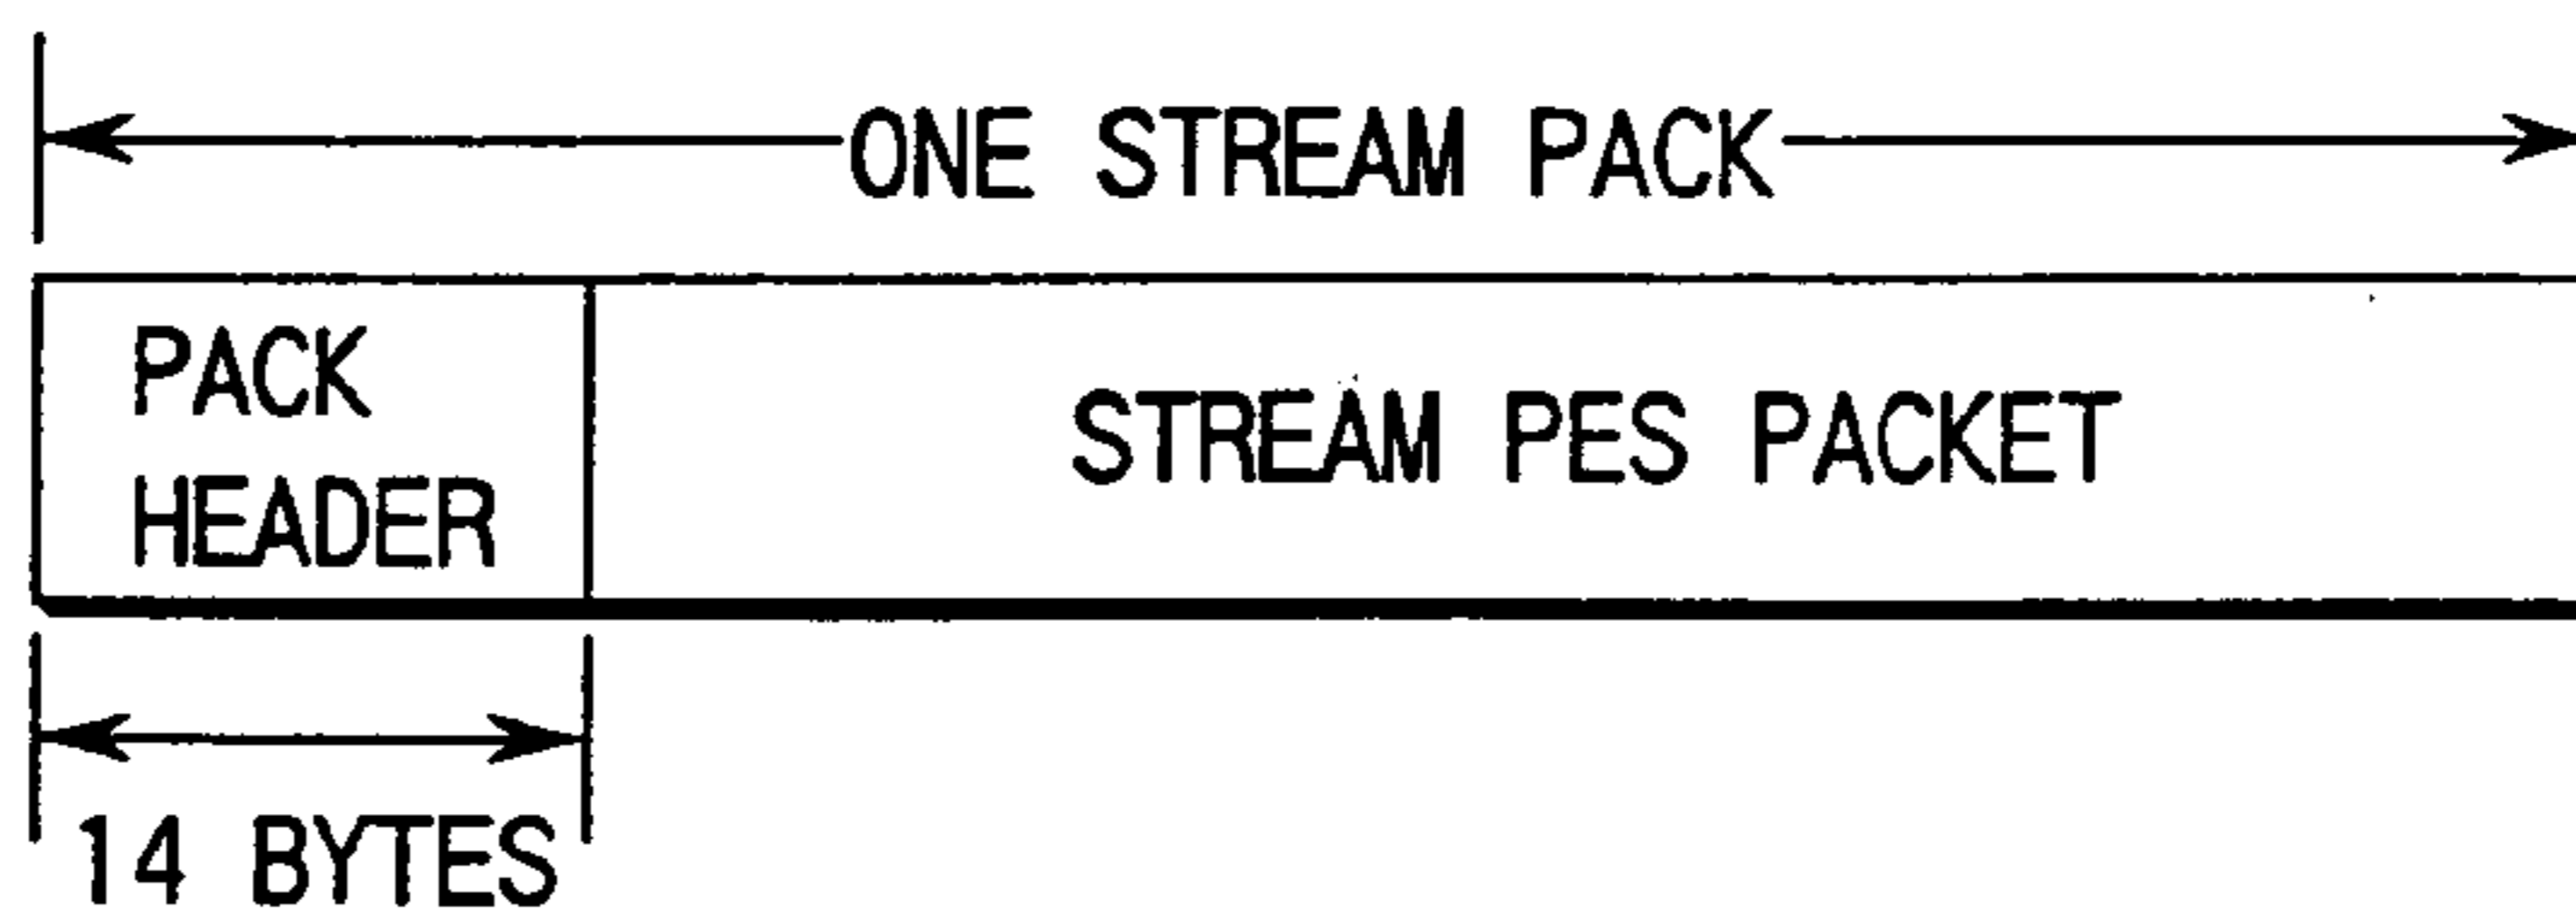 ONE STREAM PACK
PACK
HEADER
STREAM PES PACKET
14 BYTES